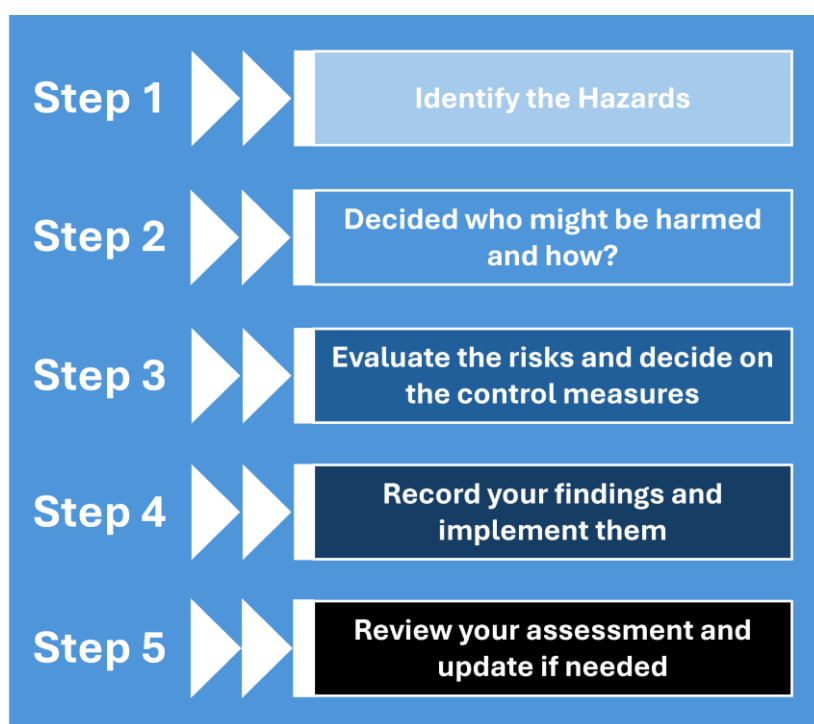 Step 1
Identify the Hazards
Step 2
Decided who might be harmed
and how?
Step 3
Evaluate the risks and decide on
the control measures
Step 4
Record your findings and
implement them
Step 5
Review your assessment and
update if needed